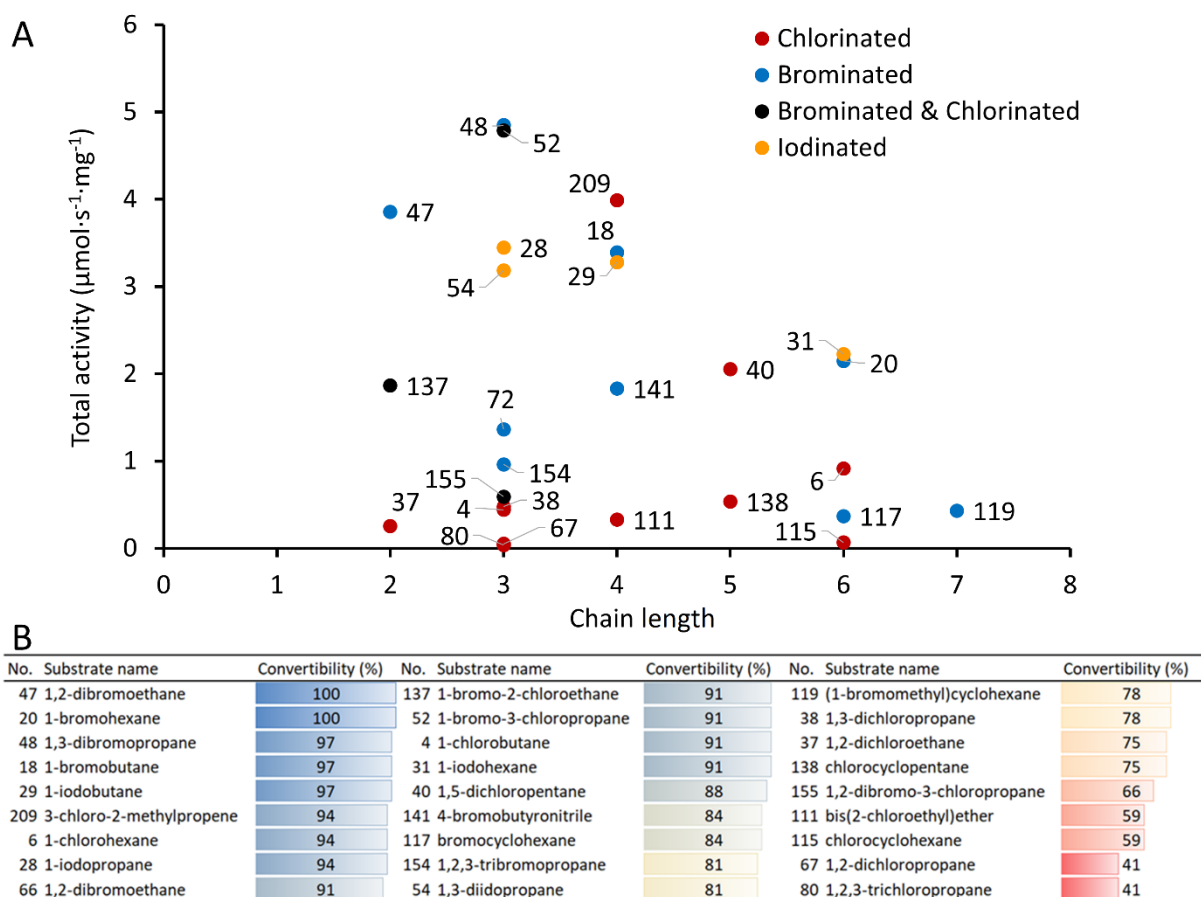 A
6
Chlorinated
Brominated
5
Brominated & Chlorinated
48
52
Iodinated
4
209
47
18
Total activity (µmol·s⁻¹·mg⁻¹)
28
3
54
29
31
20
2
40
137
141
72
1
154
6
155
38
37
4
138
119
111
117
80
67
115
0
0 1 2 3 4 5 6 7 8
Chain length
B
No. Substrate name Convertibility (%) No. Substrate name Convertibility (%) No. Substrate name Convertibility (%)
47 1,2-dibromoethane 100 137 1-bromo-2-chloroethane 91 119 (1-bromomethyl)cyclohexane 78
20 1-bromohexane 100 52 1-bromo-3-chloropropane 91 38 1,3-dichloropropane 78
48 1,3-dibromopropane 97 4 1-chlorobutane 91 37 1,2-dichloroethane 75
18 1-bromobutane 97 31 1-iodohexane 91 138 chlorocyclopentane 75
29 1-iodobutane 97 40 1,5-dichloropentane 88 155 1,2-dibromo-3-chloropropane 66
209 3-chloro-2-methylpropene 94 141 4-bromobutyronitrile 84 111 bis(2-chloroethyl)ether 59
6 1-chlorohexane 94 117 bromocyclohexane 84 115 chlorocyclohexane 59
28 1-iodopropane 94 154 1,2,3-tribromopropane 81 67 1,2-dichloropropane 41
66 1,2-dibromoethane 91 54 1,3-diidopropane 81 80 1,2,3-trichloropropane 41